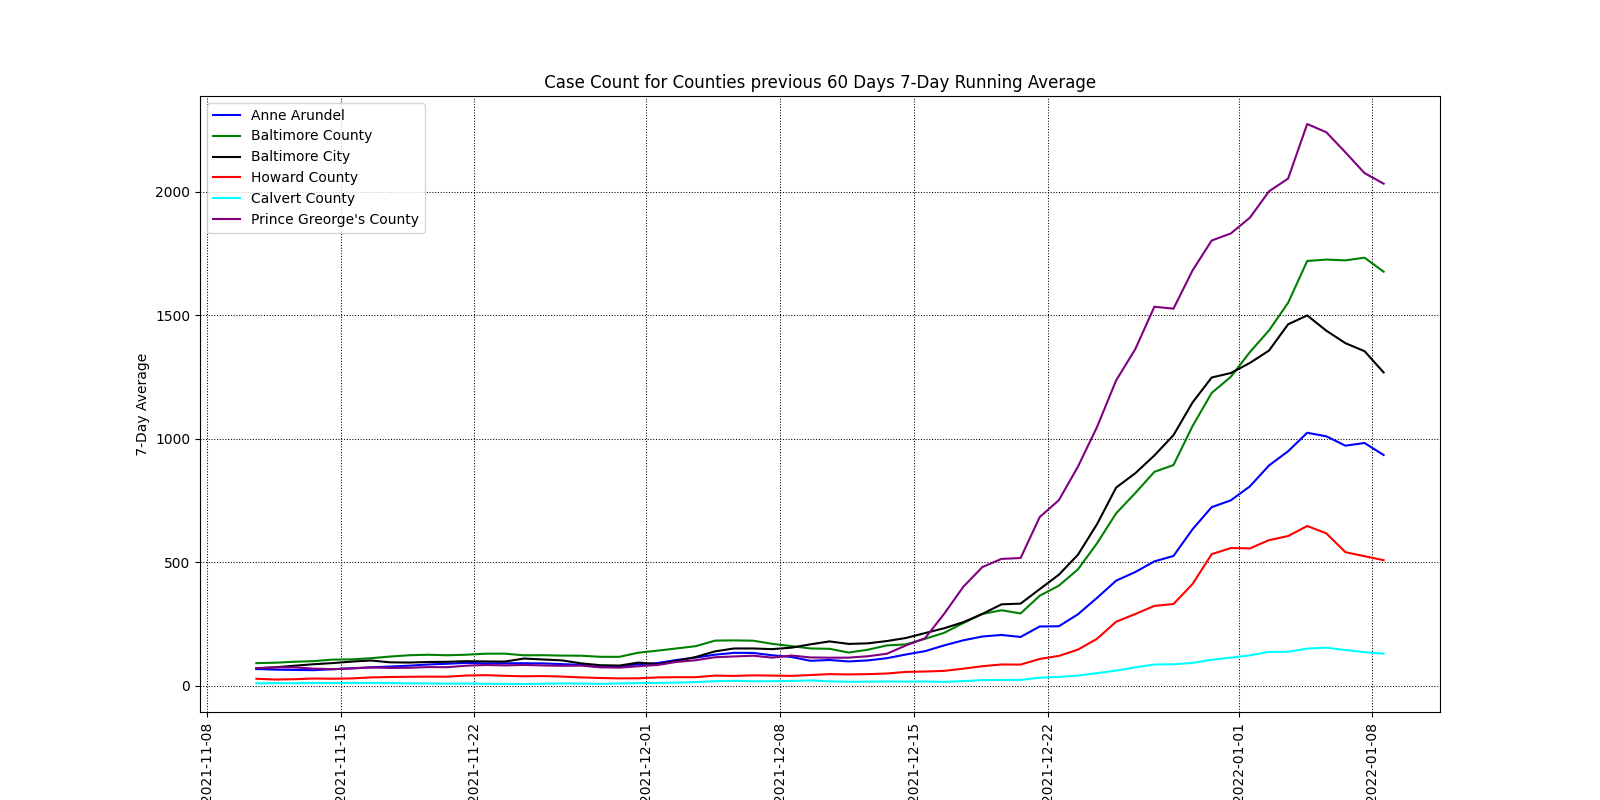 Case Count for Counties previous 60 Days 7-Day Running Average
Anne Arundel
Baltimore County
Baltimore City
Howard County
Calvert County
Prince Greorge's County
7-Day Average
2000
1500
1000
500
0
2021-11-08
2021-11-15
2021-11-22
2021-12-01
2021-12-08
2021-12-15
2021-12-22
2022-01-01
2022-01-08